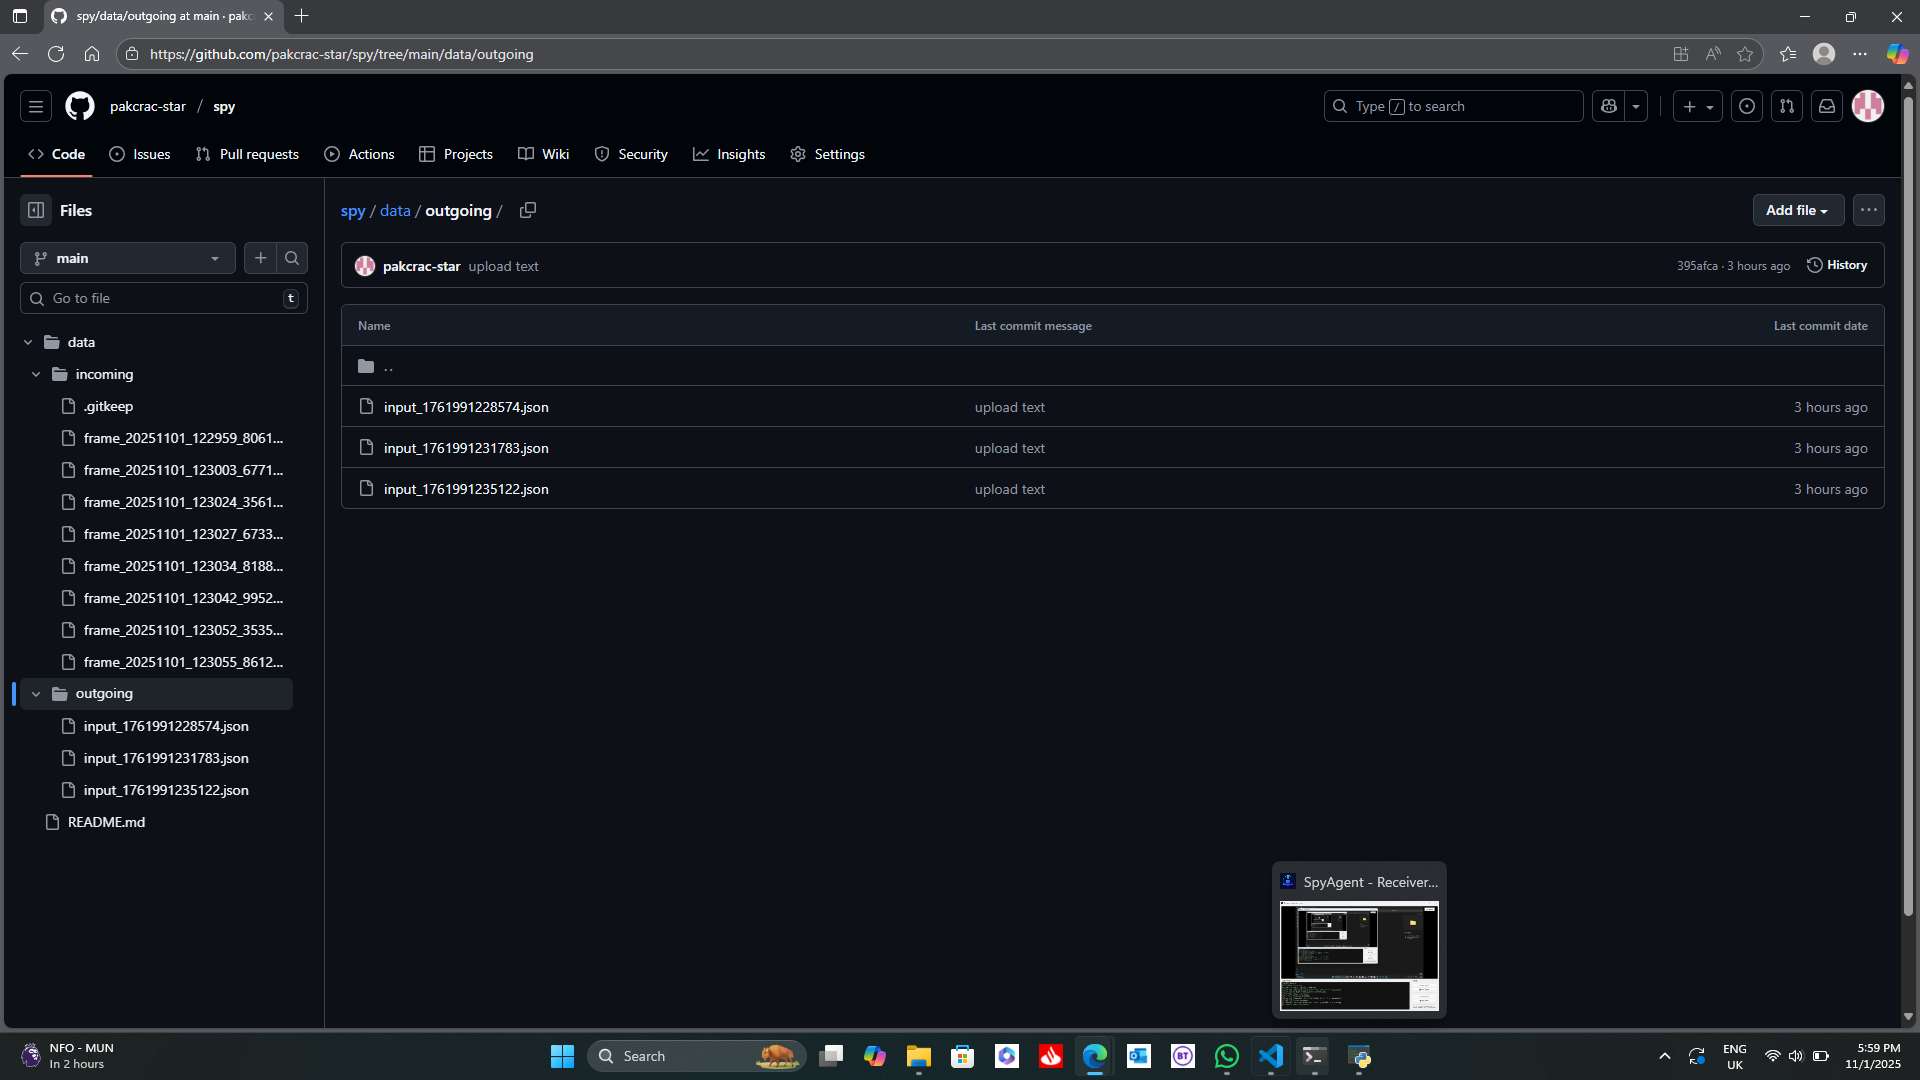 spy/data/outgoing at main · pakc
https://github.com/pakcrac-star/spy/tree/main/data/outgoing
pakcrac-star / spy
Type / to search
Code
Issues
Pull requests
Actions
Projects
Wiki
Security
Insights
Settings
Files
main
Go to file
t
data
incoming
.gitkeep
frame_20251101_122959_8061...
frame_20251101_123003_6771...
frame_20251101_123024_3561...
frame_20251101_123027_6733...
frame_20251101_123034_8188...
frame_20251101_123042_9952...
frame_20251101_123052_3535...
frame_20251101_123055_8612...
outgoing
input_1761991228574.json
input_1761991231783.json
input_1761991235122.json
README.md
spy / data / outgoing /
Add file
pakcrac-star upload text
395afca · 3 hours ago
History
Name Last commit message Last commit date
..
input_1761991228574.json upload text 3 hours ago
input_1761991231783.json upload text 3 hours ago
input_1761991235122.json upload text 3 hours ago
SpyAgent - Receiver...
NFO - MUN
In 2 hours
Search
BT
ENG
UK
5:59 PM
11/1/2025